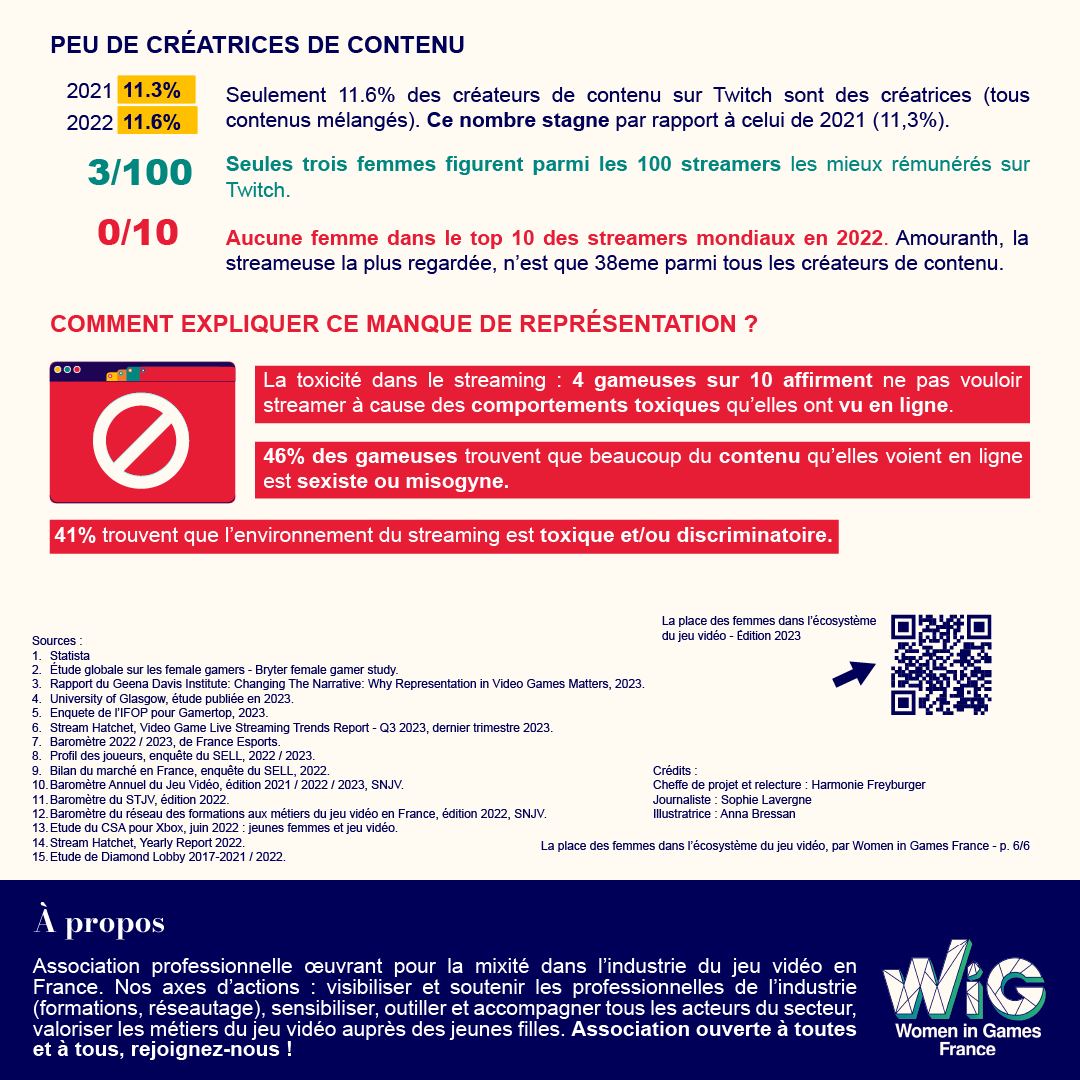 PEU DE CRÉATRICES DE CONTENU
2021 11.3%
2022 11.6%
Seulement 11.6% des créateurs de contenu sur Twitch sont des créatrices (tous
contenus mélangés). Ce nombre stagne par rapport à celui de 2021 (11,3%).
3/100
Seules trois femmes figurent parmi les 100 streamers les mieux rémunérés sur
Twitch.
0/10
Aucune femme dans le top 10 des streamers mondiaux en 2022. Amouranth, la
streameuse la plus regardée, n’est que 38eme parmi tous les créateurs de contenu.
COMMENT EXPLIQUER CE MANQUE DE REPRÉSENTATION ?
La toxicité dans le streaming : 4 gameuses sur 10 affirment ne pas vouloir
streamer à cause des comportements toxiques qu’elles ont vu en ligne.
46% des gameuses trouvent que beaucoup du contenu qu’elles voient en ligne
est sexiste ou misogyne.
41% trouvent que l’environnement du streaming est toxique et/ou discriminatoire.
La place des femmes dans l’écosystème
du jeu vidéo - Édition 2023
Sources :
1. Statista
2. Étude globale sur les female gamers - Bryter female gamer study.
3. Rapport du Geena Davis Institute: Changing The Narrative: Why Representation in Video Games Matters, 2023.
4. University of Glasgow, étude publiée en 2023.
5. Enquete de l’IFOP pour Gamertop, 2023.
6. Stream Hatchet, Video Game Live Streaming Trends Report - Q3 2023, dernier trimestre 2023.
7. Baromètre 2022 / 2023, de France Esports.
8. Profil des joueurs, enquête du SELL, 2022 / 2023.
9. Bilan du marché en France, enquête du SELL, 2022.
10. Baromètre Annuel du Jeu Vidéo, édition 2021 / 2022 / 2023, SNJV.
11. Baromètre du STJV, édition 2022.
12. Baromètre du réseau des formations aux métiers du jeu vidéo en France, édition 2022, SNJV.
13. Etude du CSA pour Xbox, juin 2022 : jeunes femmes et jeu vidéo.
14. Stream Hatchet, Yearly Report 2022.
15. Etude de Diamond Lobby 2017-2021 / 2022.
Crédits :
Cheffe de projet et relecture : Harmonie Freyburger
Journaliste : Sophie Lavergne
Illustratrice : Anna Bressan
La place des femmes dans l’écosystème du jeu vidéo, par Women in Games France - p. 6/6
À propos
Association professionnelle œuvrant pour la mixité dans l’industrie du jeu vidéo en
France. Nos axes d’actions : visibiliser et soutenir les professionnelles de l’industrie
(formations, réseautage), sensibiliser, outiller et accompagner tous les acteurs du secteur,
valoriser les métiers du jeu vidéo auprès des jeunes filles. Association ouverte à toutes
et à tous, rejoignez-nous !
WiG
Women in Games
France